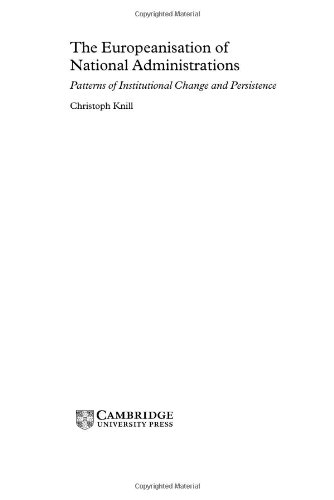 Copyrighted Material
The Europeanisation of
National Administrations
Patterns of Institutional Change and Persistence
Christoph Knill
CAMBRIDGE
UNIVERSITY PRESS
Copyrighted Material